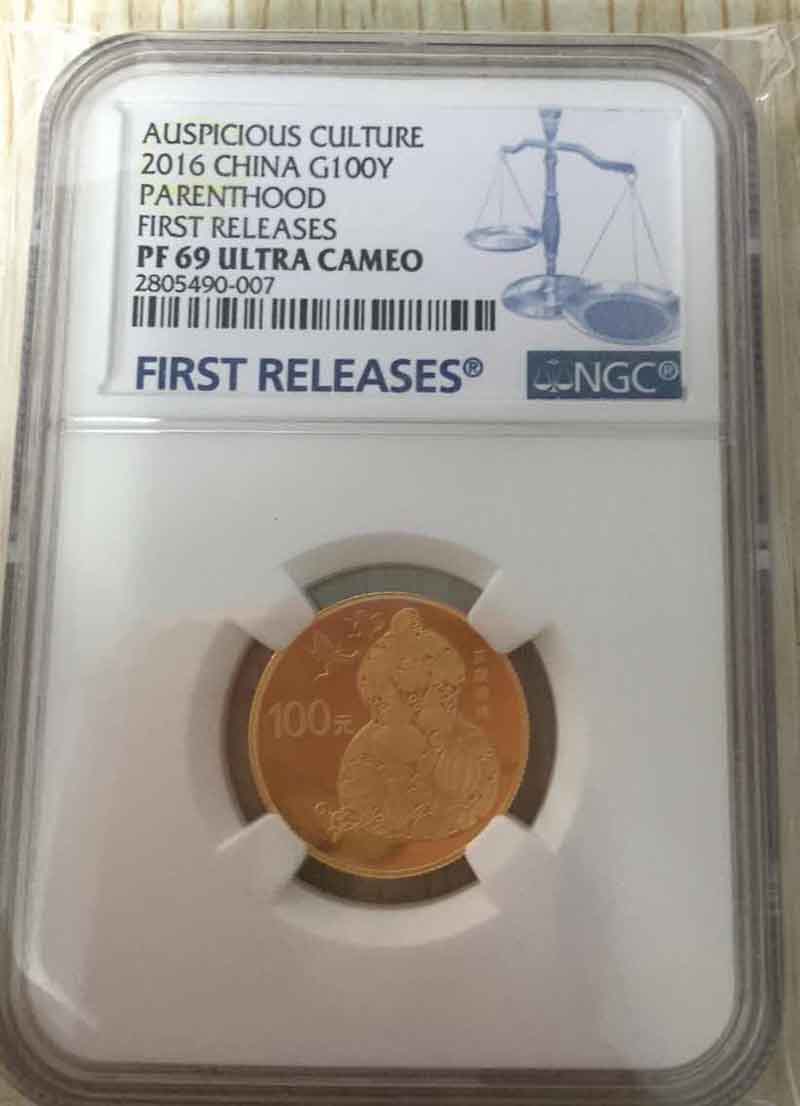 AUSPICIOUS CULTURE
2016 CHINA G100Y
PARENTHOOD
FIRST RELEASES
PF 69 ULTRA CAMEO
2805490-007
FIRST RELEASES®
NGC®
100元